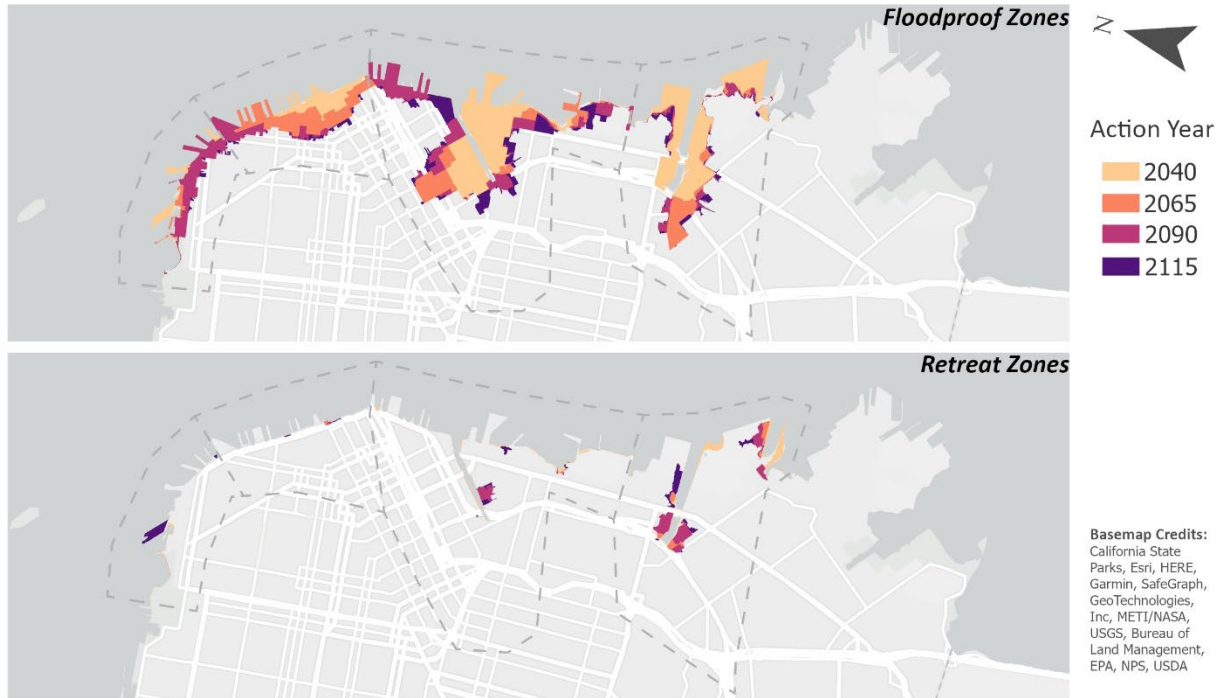 Floodproof Zones
N
Action Year
2040
2065
2090
2115
Retreat Zones
Basemap Credits:
California State
Parks, Esri, HERE,
Garmin, SafeGraph,
GeoTechnologies,
Inc, METI/NASA,
USGS, Bureau of
Land Management,
EPA, NPS, USDA